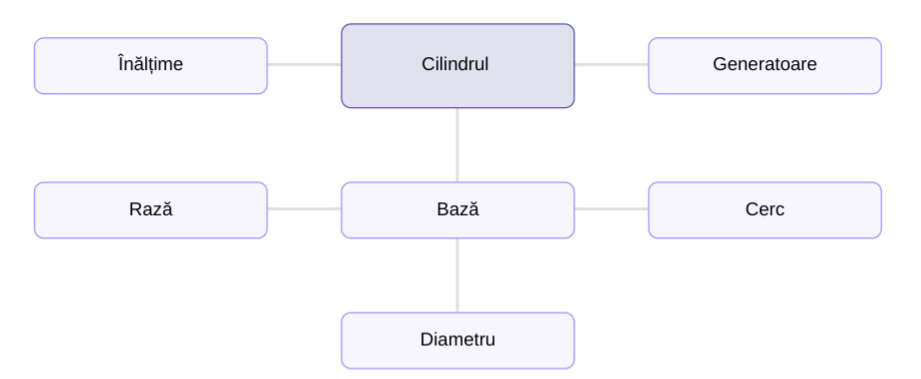 Înălțime
Cilindrul
Generatoare
Rază
Bază
Cerc
Diametru